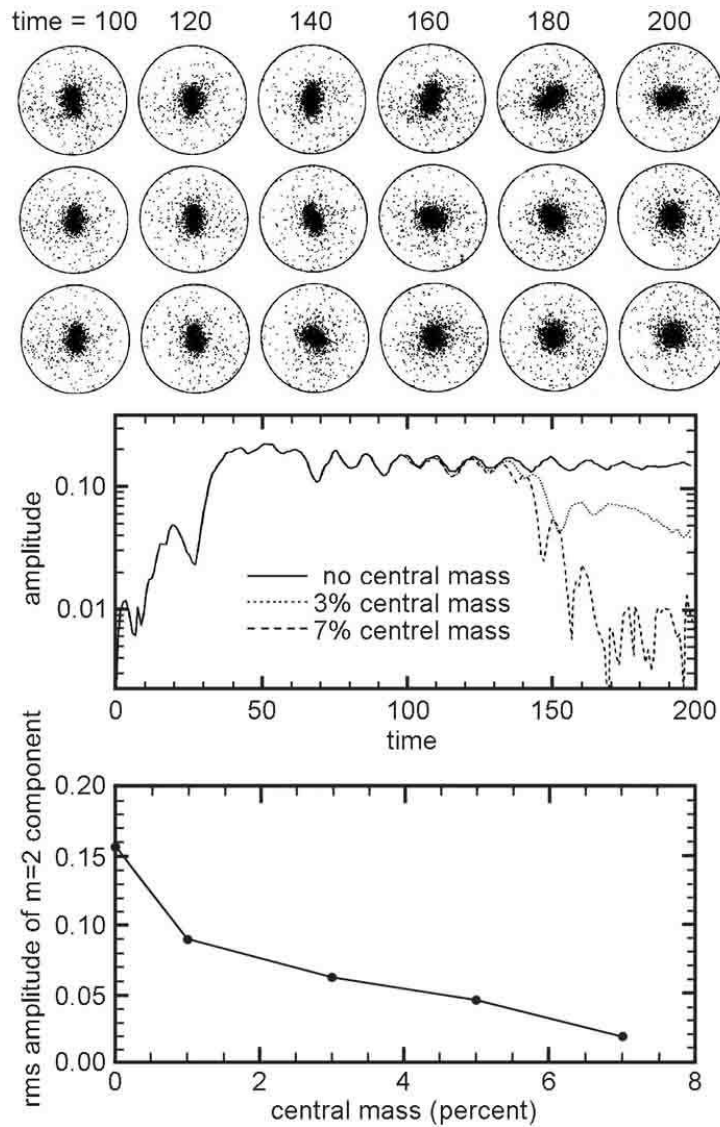 time = 100 120 140 160 180 200
amplitude
0.10
0.01
no central mass
3% central mass
7% centrel mass
0 50 100 150 200
time
rms amplitude of m=2 component
0.20
0.15
0.10
0.05
0.00
0 2 4 6 8
central mass (percent)